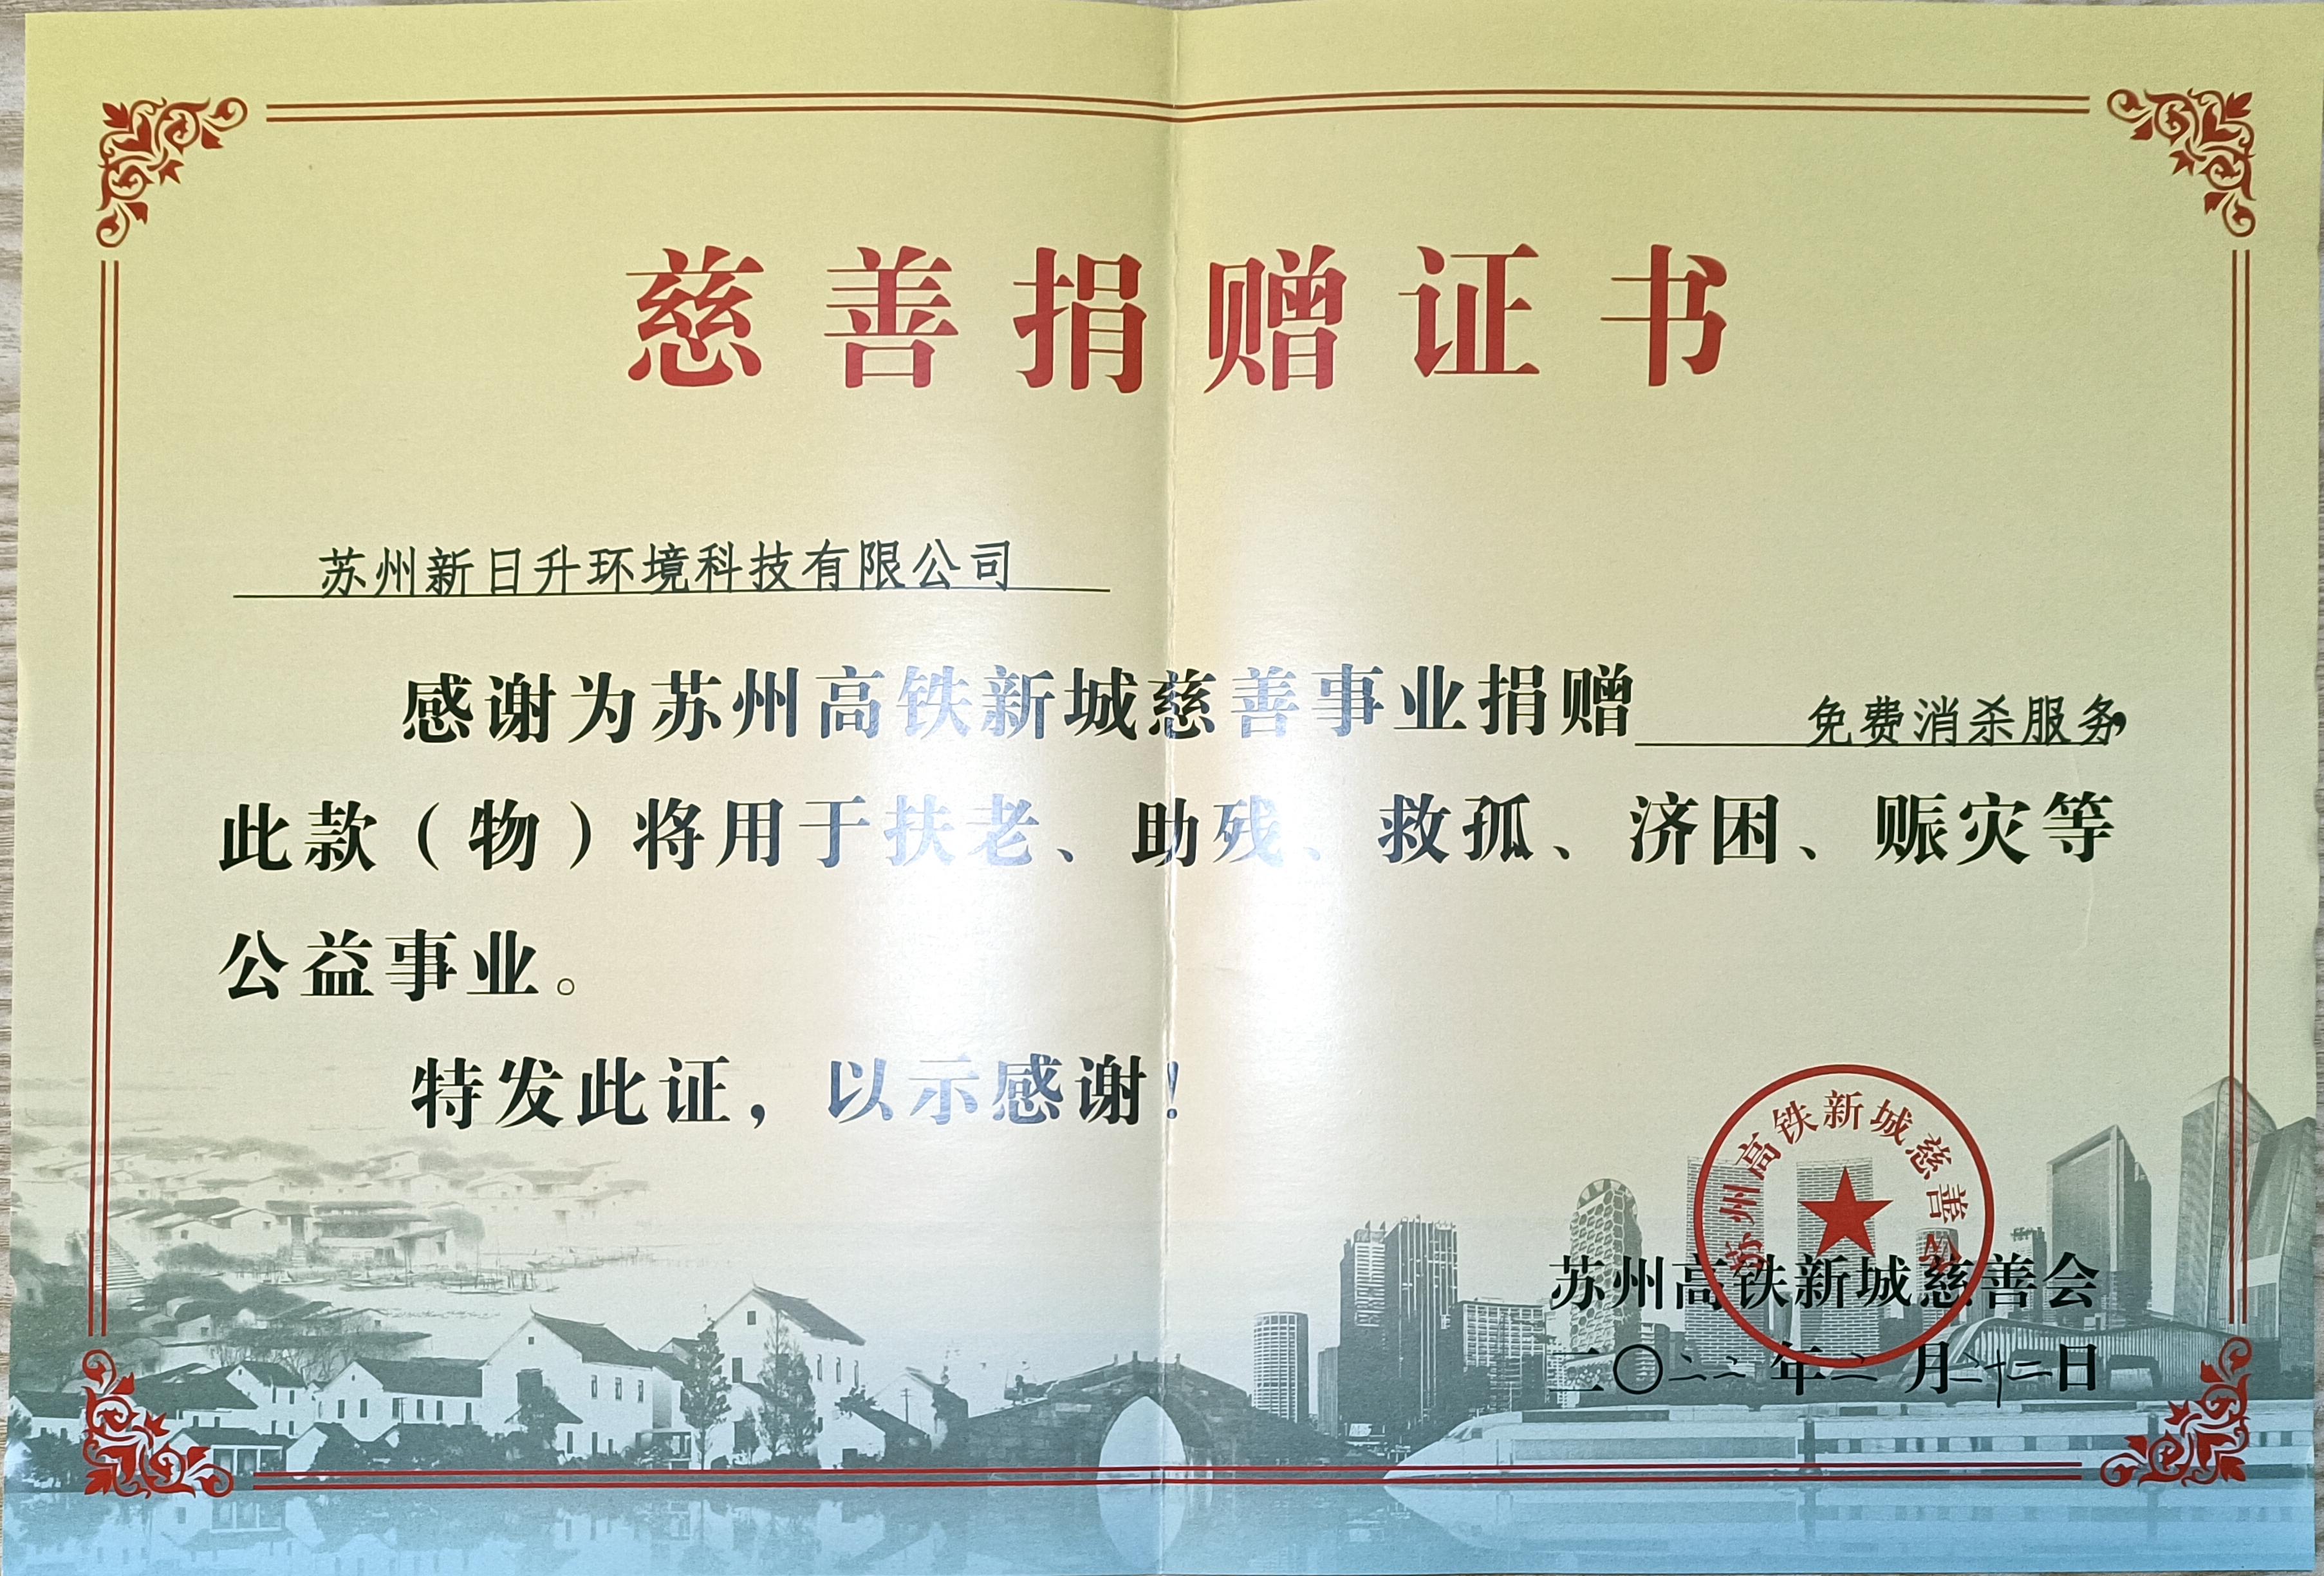 慈善捐赠证书
苏州新日升环境科技有限公司
感谢为苏州高铁新城慈善事业捐赠 免费消杀服务,
此款（物）将用于扶老、助残、救孤、济困、赈灾等
公益事业。
特发此证，以示感谢！
苏州高铁新城慈善会
苏州高铁新城慈善会
二〇二二年二月二十二日